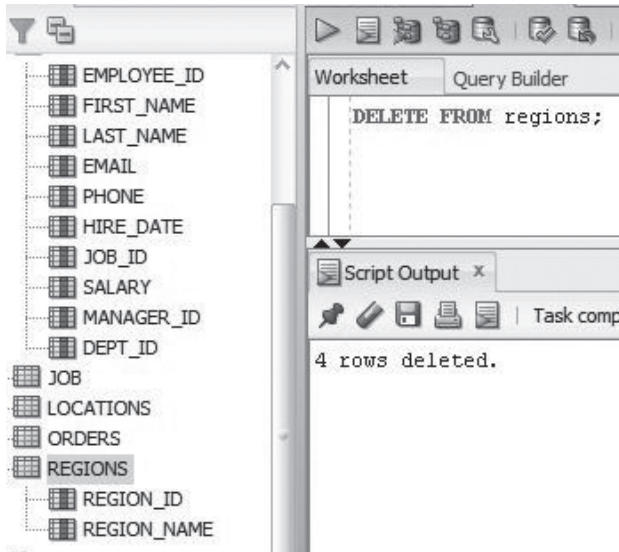 EMPLOYEE_ID
FIRST_NAME
LAST_NAME
EMAIL
PHONE
HIRE_DATE
JOB_ID
SALARY
MANAGER_ID
DEPT_ID
JOB
LOCATIONS
ORDERS
REGIONS
REGION_ID
REGION_NAME
Worksheet Query Builder
DELETE FROM regions;
Script Output x
Task comp
4 rows deleted.